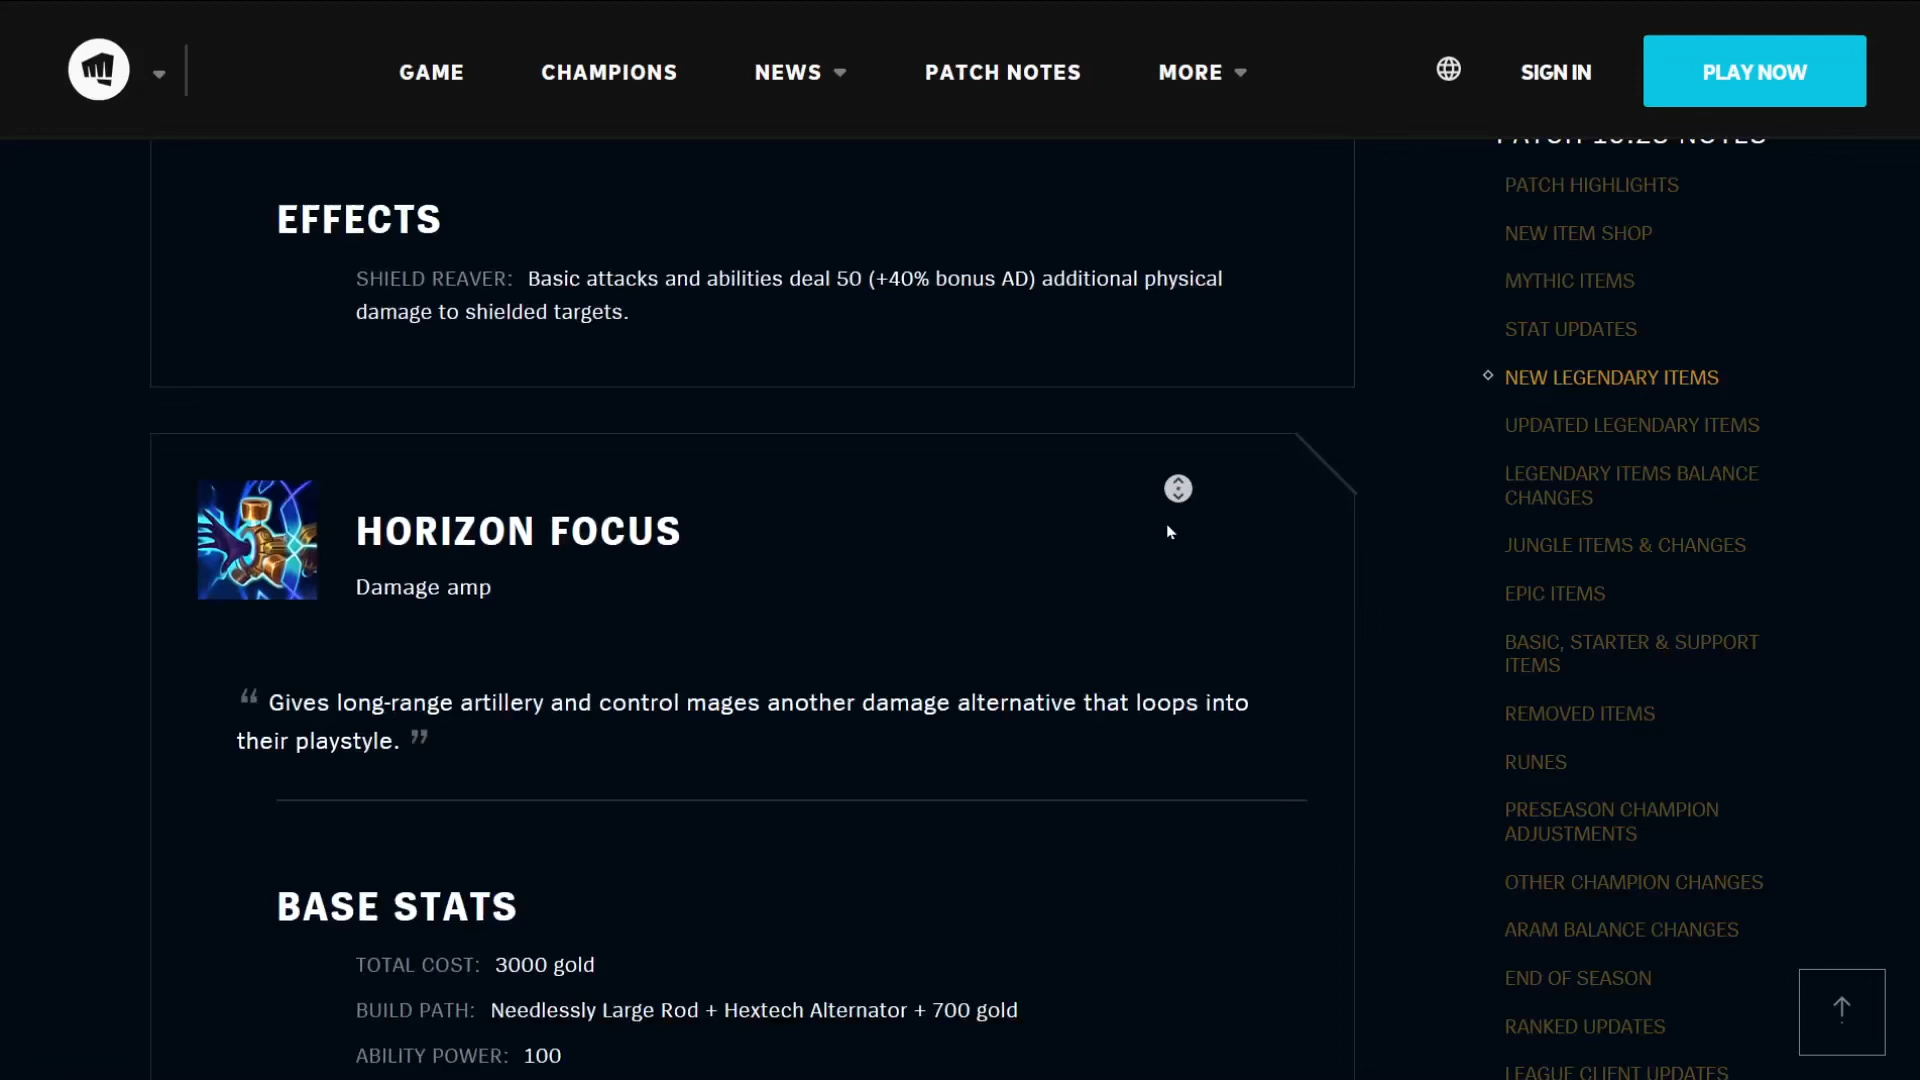 GAME
CHAMPIONS
NEWS
PATCH NOTES
MORE
SIGN IN
PLAY NOW
EFFECTS
SHIELD REAVER: Basic attacks and abilities deal 50 (+40% bonus AD) additional physical
damage to shielded targets.
HORIZON FOCUS
Damage amp
“ Gives long-range artillery and control mages another damage alternative that loops into
their playstyle. ”
BASE STATS
TOTAL COST: 3000 gold
BUILD PATH: Needlessly Large Rod + Hextech Alternator + 700 gold
ABILITY POWER: 100
PATCH HIGHLIGHTS
NEW ITEM SHOP
MYTHIC ITEMS
STAT UPDATES
NEW LEGENDARY ITEMS
UPDATED LEGENDARY ITEMS
LEGENDARY ITEMS BALANCE
CHANGES
JUNGLE ITEMS & CHANGES
EPIC ITEMS
BASIC, STARTER & SUPPORT
ITEMS
REMOVED ITEMS
RUNES
PRESEASON CHAMPION
ADJUSTMENTS
OTHER CHAMPION CHANGES
ARAM BALANCE CHANGES
END OF SEASON
RANKED UPDATES
LEAGUE CLIENT UPDATES